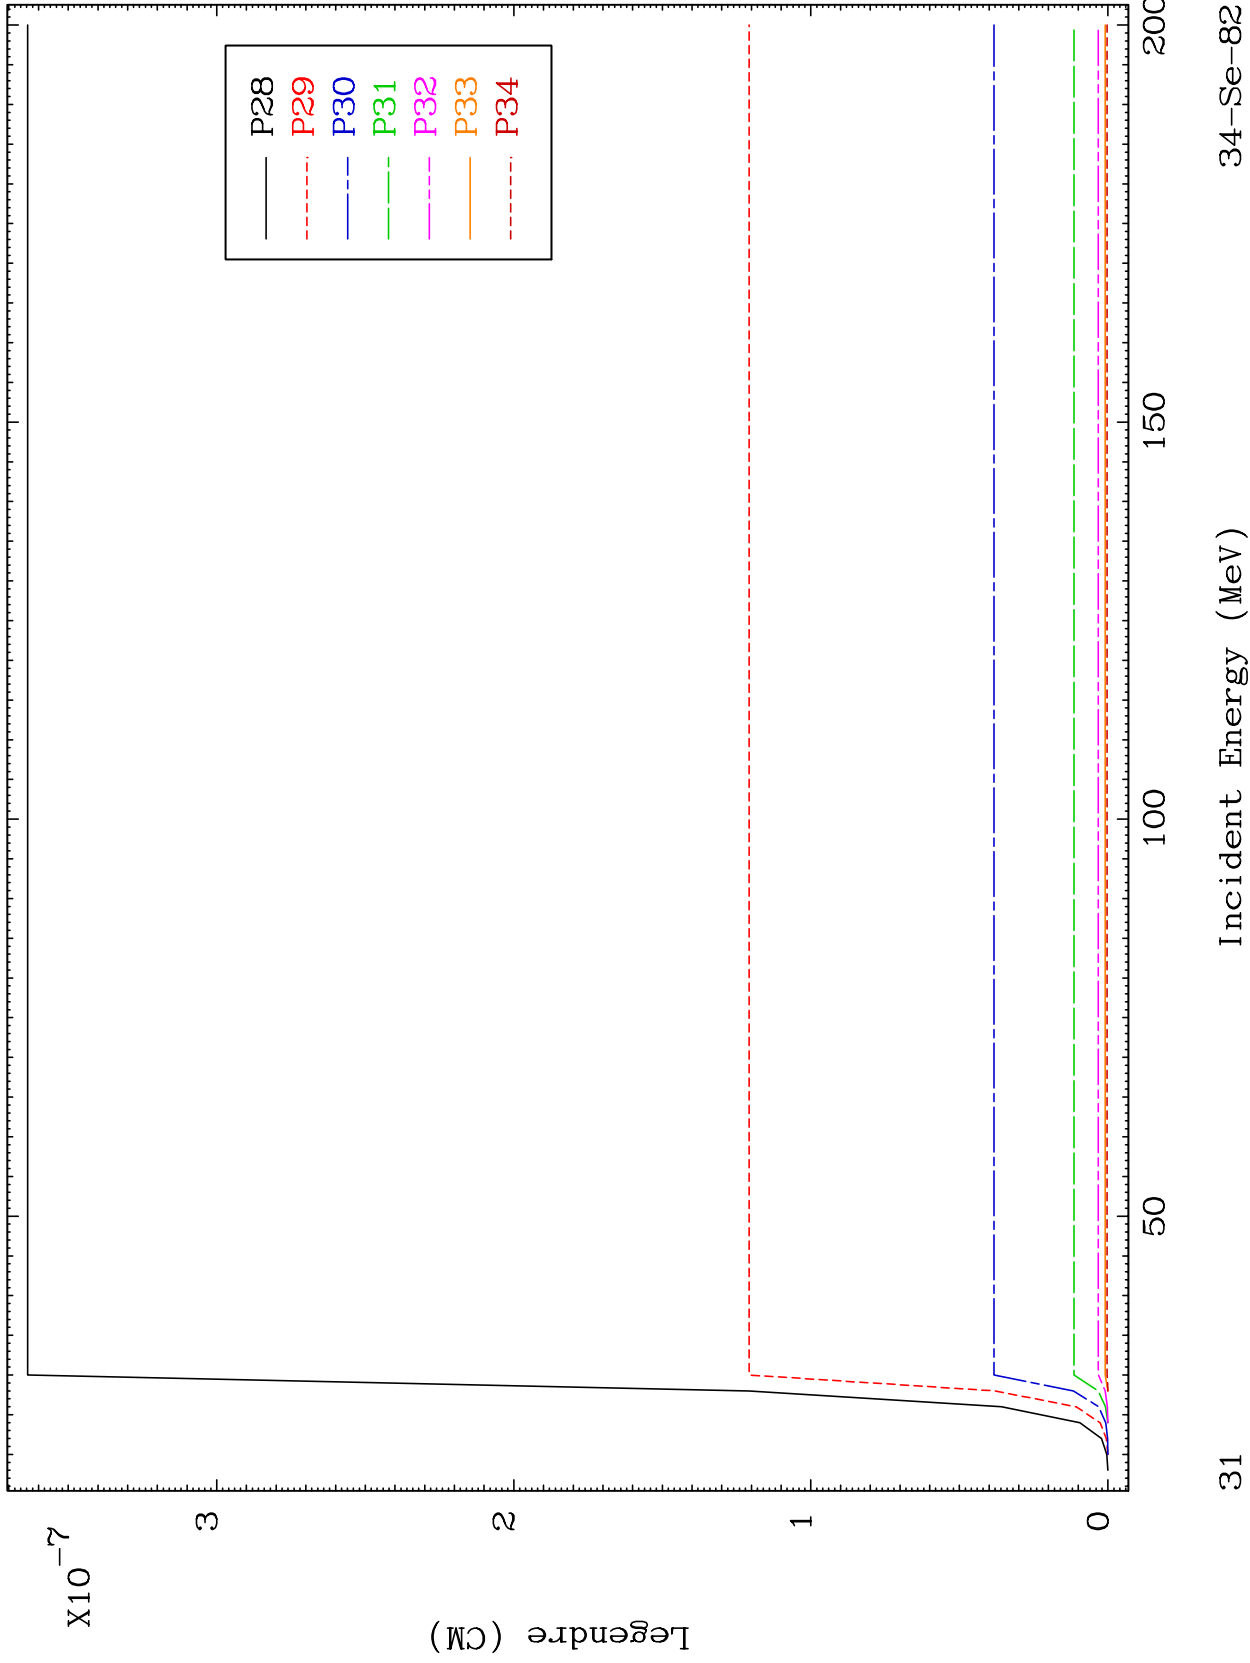 X10
-7
3
2
1
0
Legendre (CM)
P28
P29
P30
P31
P32
P33
P34
50
100
150
200
Incident Energy (MeV)
31
34-Se-82